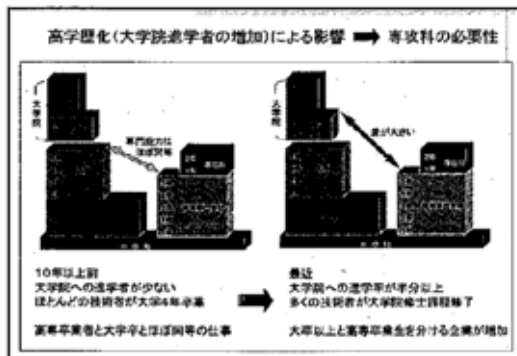 高学歴化(大学院進学者の増加)による影響 ➡ 専攻科の必要性
大学院
専門能力は
ほぼ同等
専攻科
大学院
差が大きい
専攻科
10年以上前
大学院への進学者が少ない
ほとんどの技術者が大学4年卒業
高専卒業者と大学卒とほぼ同等の仕事
最近
大学院への進学率が半分以上
多くの技術者が大学院修士課程修了
大卒以上と高専卒業生を分ける企業が増加